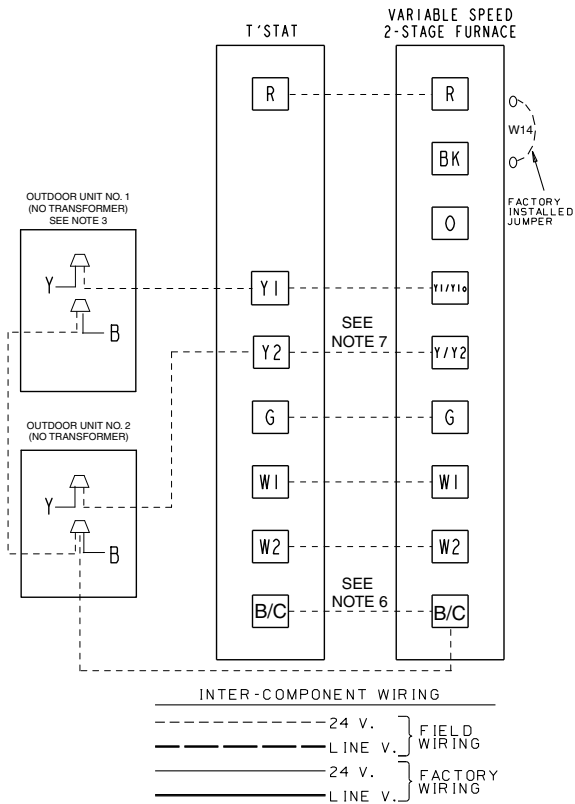 T'STAT
VARIABLE SPEED
2-STAGE FURNACE
R
R
W14
BK
FACTORY
INSTALLED
JUMPER
O
OUTDOOR UNIT NO. 1
(NO TRANSFORMER)
SEE NOTE 3
Y
B
Y1
Y1/Y10
SEE
NOTE 7
Y2
Y/Y2
G
G
OUTDOOR UNIT NO. 2
(NO TRANSFORMER)
Y
B
W1
W1
W2
W2
SEE
NOTE 6
B/C
B/C
INTER-COMPONENT WIRING
24 V.
LINE V.
FIELD
WIRING
24 V.
LINE V.
FACTORY
WIRING